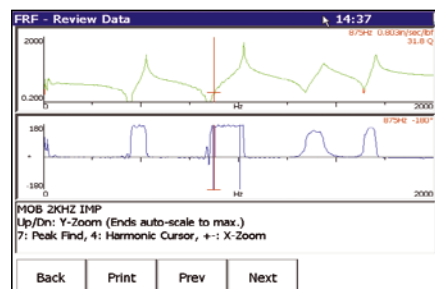 FRF - Review Data 14:37
875Hz 0.803in/sec/lbf
31.8 Q
2000
0.200
0 Hz 2000
875Hz -180°
180
-180
0 Hz 2000
MOB 2KHZ IMP
Up/Dn: Y-Zoom (Ends auto-scale to max.)
7: Peak Find, 4: Harmonic Cursor, +-: X-Zoom
Back Print Prev Next